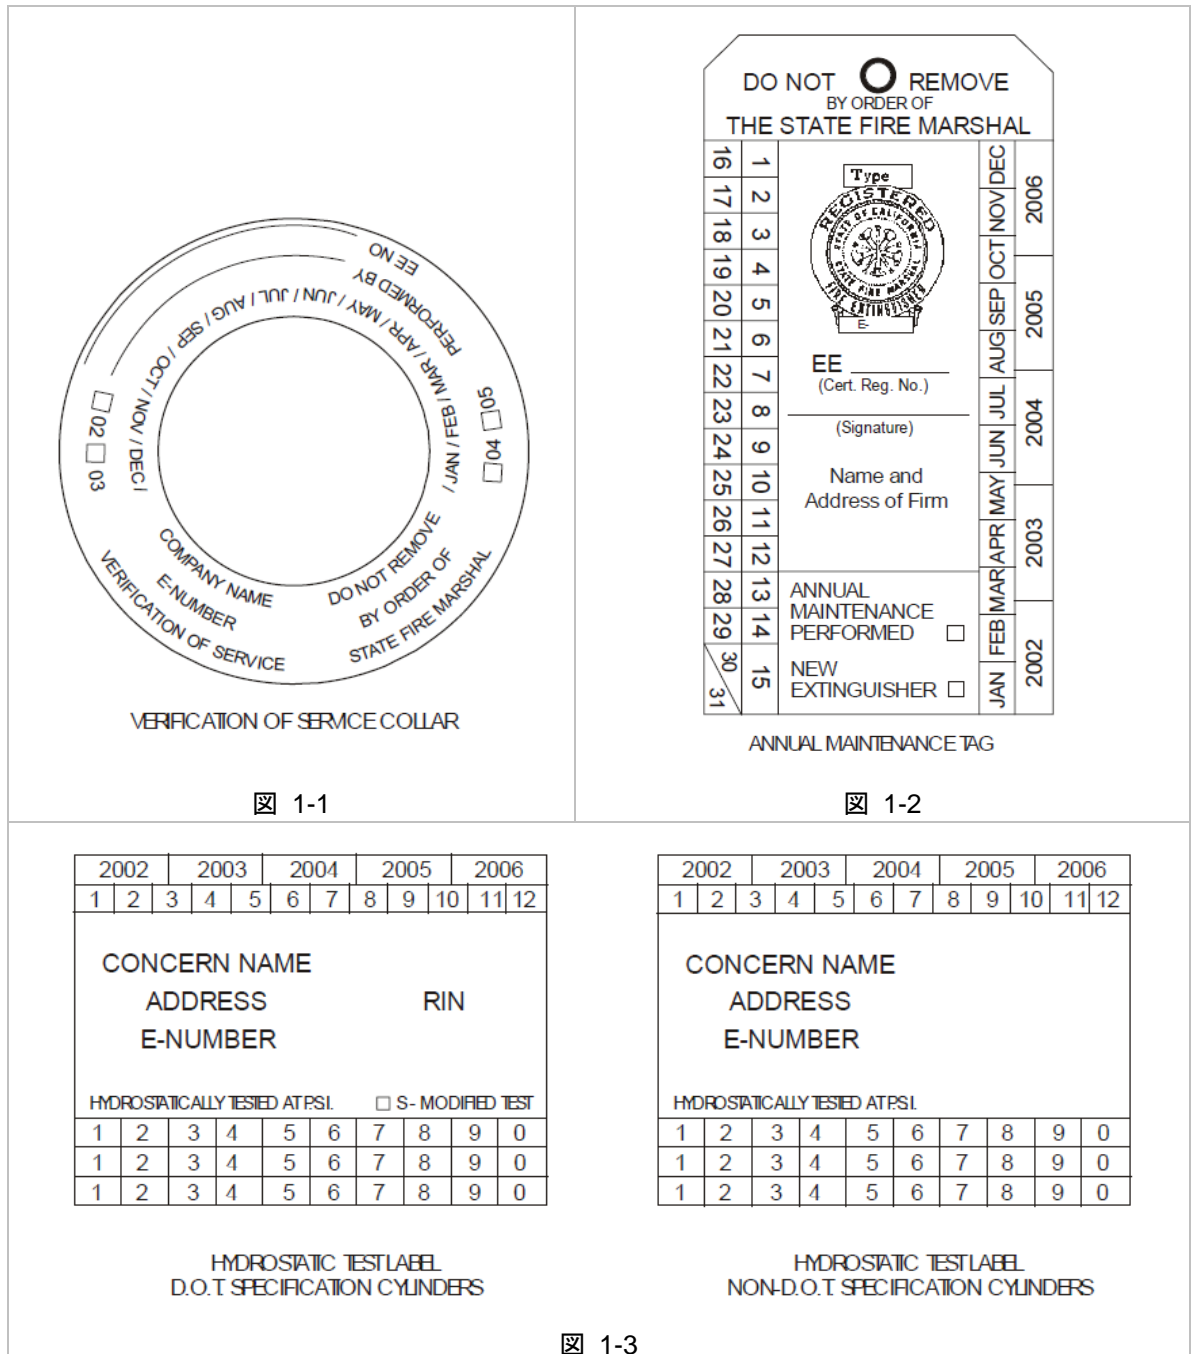 EE NO
PERFORMED BY
JAN / FEB / MAR / APR / MAY / JUN / JUL / AUG / SEP / OCT / NOV / DEC /
02 03
05 04
COMPANY NAME
E-NUMBER
VERIFICATION OF SERVICE
DO NOT REMOVE
BY ORDER OF
STATE FIRE MARSHAL
VERIFICATION OF SERVICE COLLAR
図 1-1
DO NOT REMOVE
BY ORDER OF
THE STATE FIRE MARSHAL
16 17 18 19 20 21 22 23 24 25 26 27 28 29 30 31
1 2 3 4 5 6 7 8 9 10 11 12 13 14 15
Type
REGISTERED
STATE OF CALIFORNIA
STATE FIRE MARSHAL
FIRE EXTINGUISHER
E-
EE
(Cert. Reg. No.)
(Signature)
Name and
Address of Firm
ANNUAL
MAINTENANCE
PERFORMED
NEW
EXTINGUISHER
JAN FEB MAR APR MAY JUN JUL AUG SEP OCT NOV DEC
2002 2003 2004 2005 2006
ANNUAL MAINTENANCE TAG
図 1-2
2002 2003 2004 2005 2006
1 2 3 4 5 6 7 8 9 10 11 12
CONCERN NAME
ADDRESS RIN
E-NUMBER
HYDROSTATICALLY TESTED AT P.S.I. S - MODIFIED TEST
1 2 3 4 5 6 7 8 9 0
1 2 3 4 5 6 7 8 9 0
1 2 3 4 5 6 7 8 9 0
HYDROSTATIC TEST LABEL
D.O.T. SPECIFICATION CYLINDERS
2002 2003 2004 2005 2006
1 2 3 4 5 6 7 8 9 10 11 12
CONCERN NAME
ADDRESS
E-NUMBER
HYDROSTATICALLY TESTED AT P.S.I.
1 2 3 4 5 6 7 8 9 0
1 2 3 4 5 6 7 8 9 0
1 2 3 4 5 6 7 8 9 0
HYDROSTATIC TEST LABEL
NON-D.O.T. SPECIFICATION CYLINDERS
図 1-3